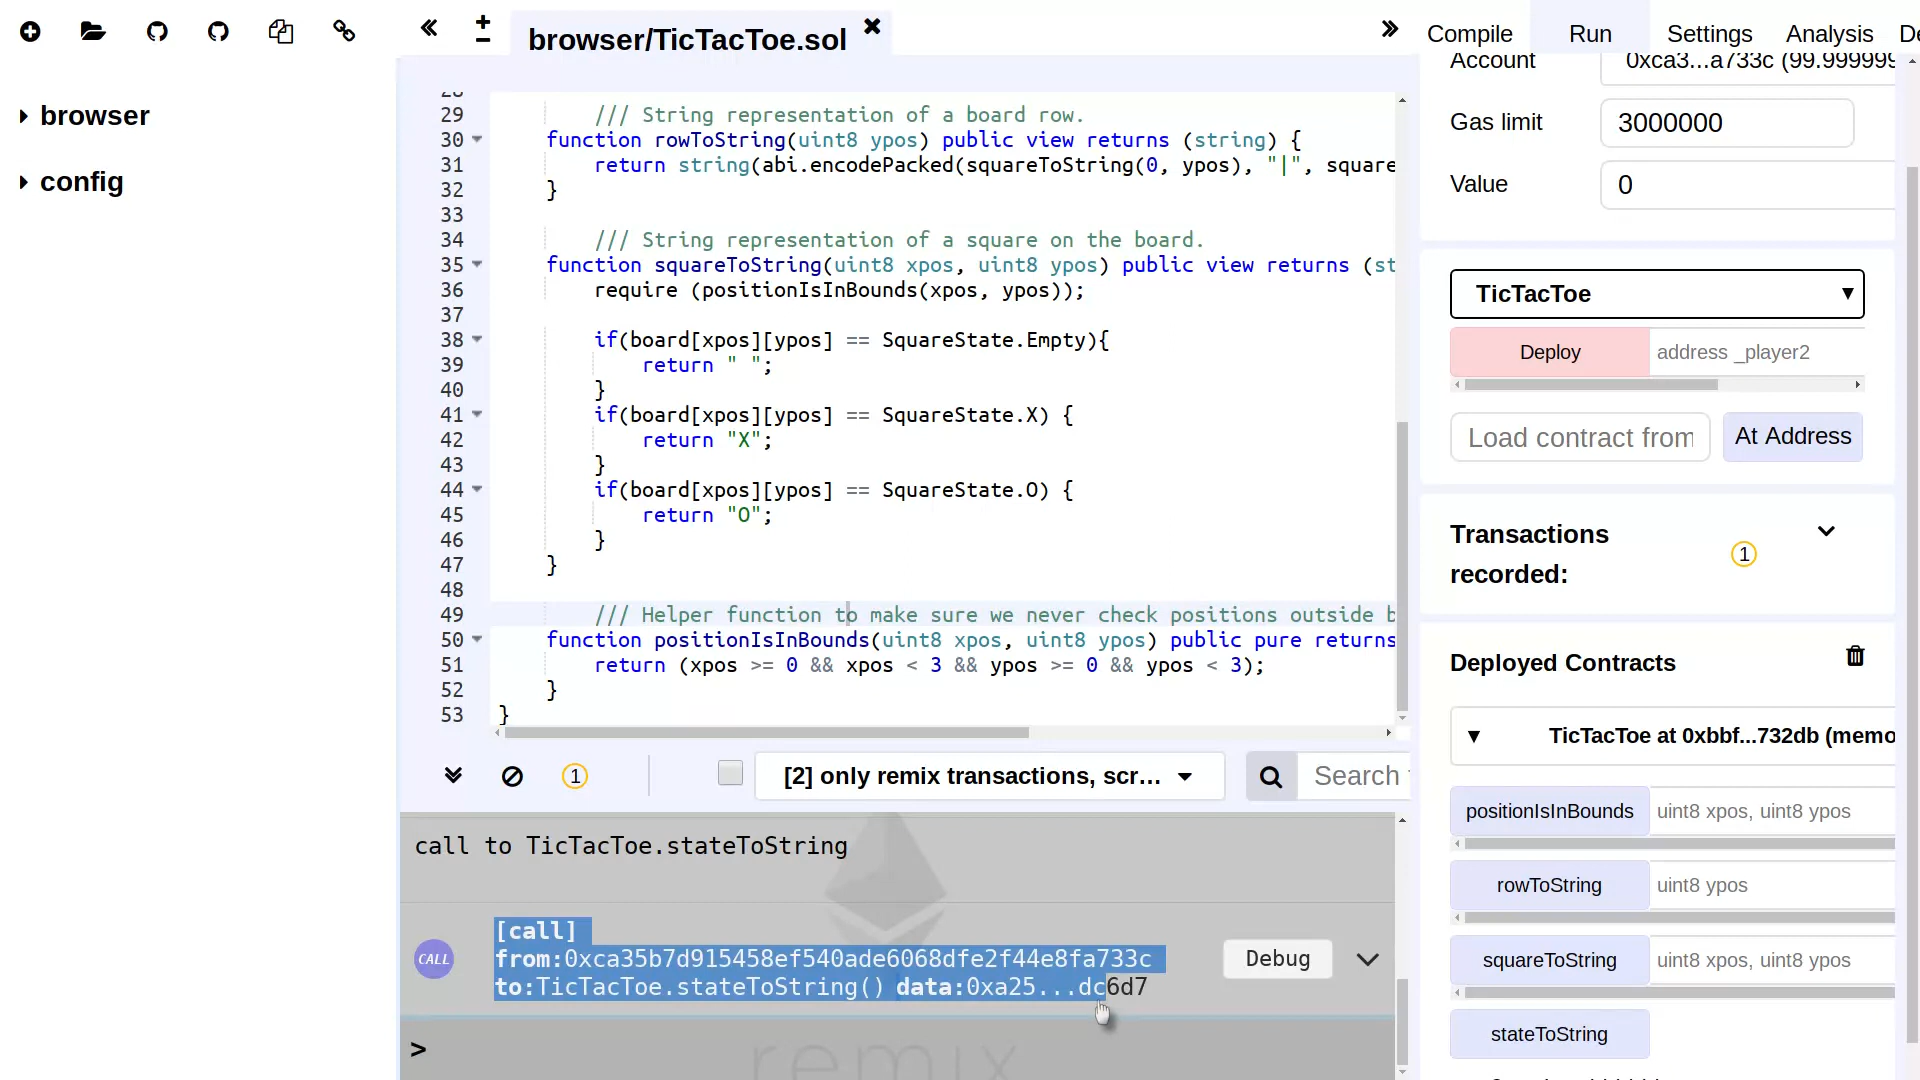 browser/TicTacToe.sol
Compile
Run
Settings
Analysis
browser
config
29 /// String representation of a board row.
30 function rowToString(uint8 ypos) public view returns (string) {
31 return string(abi.encodePacked(squareToString(0, ypos), "|", square
32 }
33
34 /// String representation of a square on the board.
35 function squareToString(uint8 xpos, uint8 ypos) public view returns (st
36 require (positionIsInBounds(xpos, ypos));
37
38 if(board[xpos][ypos] == SquareState.Empty){
39 return " ";
40 }
41 if(board[xpos][ypos] == SquareState.X) {
42 return "X";
43 }
44 if(board[xpos][ypos] == SquareState.O) {
45 return "O";
46 }
47 }
48
49 /// Helper function to make sure we never check positions outside b
50 function positionIsInBounds(uint8 xpos, uint8 ypos) public pure returns
51 return (xpos >= 0 && xpos < 3 && ypos >= 0 && ypos < 3);
52 }
53 }
1
[2] only remix transactions, scr...
Search
call to TicTacToe.stateToString
CALL
[call]
from:0xca35b7d915458ef540ade6068dfe2f44e8fa733c
to:TicTacToe.stateToString() data:0xa25...dc6d7
Debug
>
remix
Account 0xca3...a733c (99.999999
Gas limit 3000000
Value 0
TicTacToe
Deploy address _player2
Load contract from At Address
Transactions
recorded: 1
Deployed Contracts
TicTacToe at 0xbbf...732db (memo
positionIsInBounds uint8 xpos, uint8 ypos
rowToString uint8 ypos
squareToString uint8 xpos, uint8 ypos
stateToString